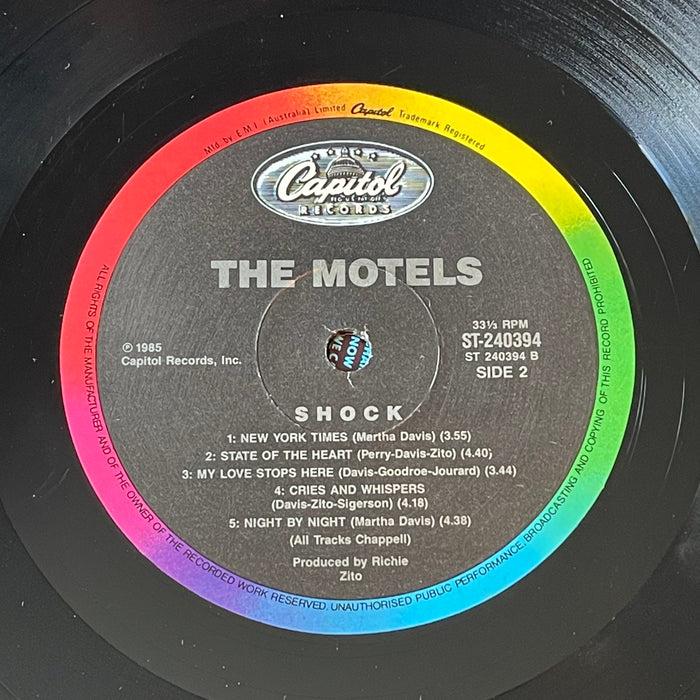 Mfd. by E.M.I. (Australia) Limited Capitol Trademark Registered
Capitol
RECORDS
THE MOTELS
℗ 1985
Capitol Records, Inc.
33⅓ RPM
ST-240394
ST 240394 B
SIDE 2
NOW
WE C
SHOCK
1: NEW YORK TIMES (Martha Davis) (3.55)
2: STATE OF THE HEART (Perry-Davis-Zito) (4.40)
3: MY LOVE STOPS HERE (Davis-Goodroe-Jourard) (3.44)
4: CRIES AND WHISPERS
(Davis-Zito-Sigerson) (4.18)
5: NIGHT BY NIGHT (Martha Davis) (4.38)
(All Tracks Chappell)
Produced by Richie
Zito
ALL RIGHTS OF THE MANUFACTURER AND OF THE OWNER OF THE RECORDED WORK RESERVED. UNAUTHORISED PUBLIC PERFORMANCE, BROADCASTING AND COPYING OF THIS RECORD PROHIBITED